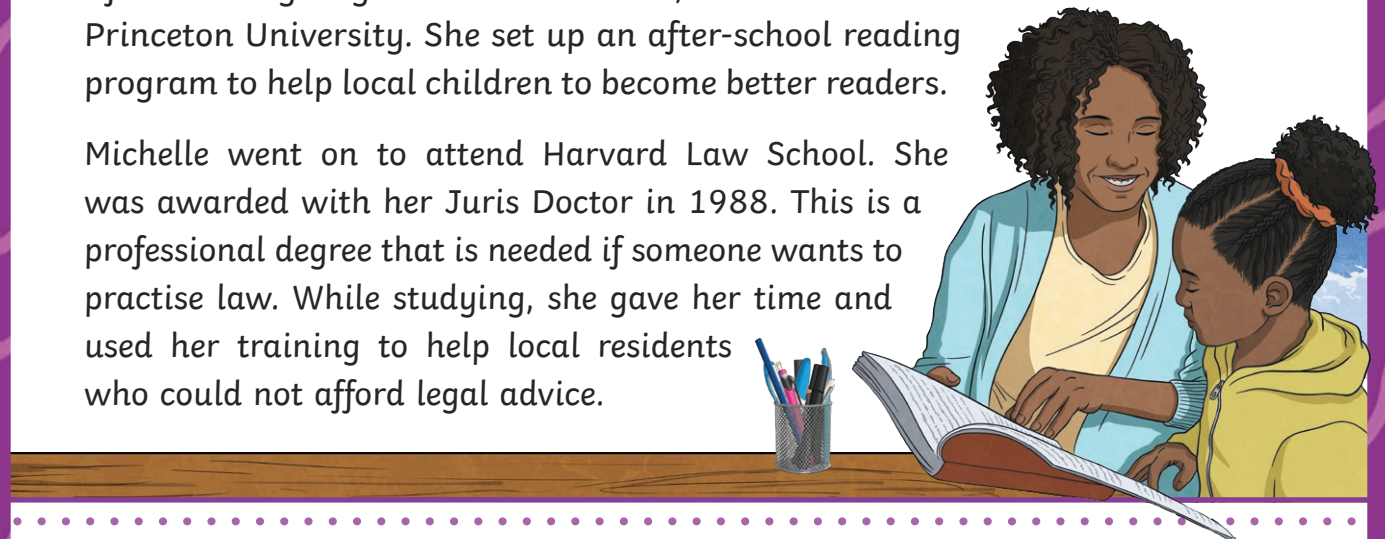 Princeton University. She set up an after-school reading
program to help local children to become better readers.
Michelle went on to attend Harvard Law School. She
was awarded with her Juris Doctor in 1988. This is a
professional degree that is needed if someone wants to
practise law. While studying, she gave her time and
used her training to help local residents
who could not afford legal advice.